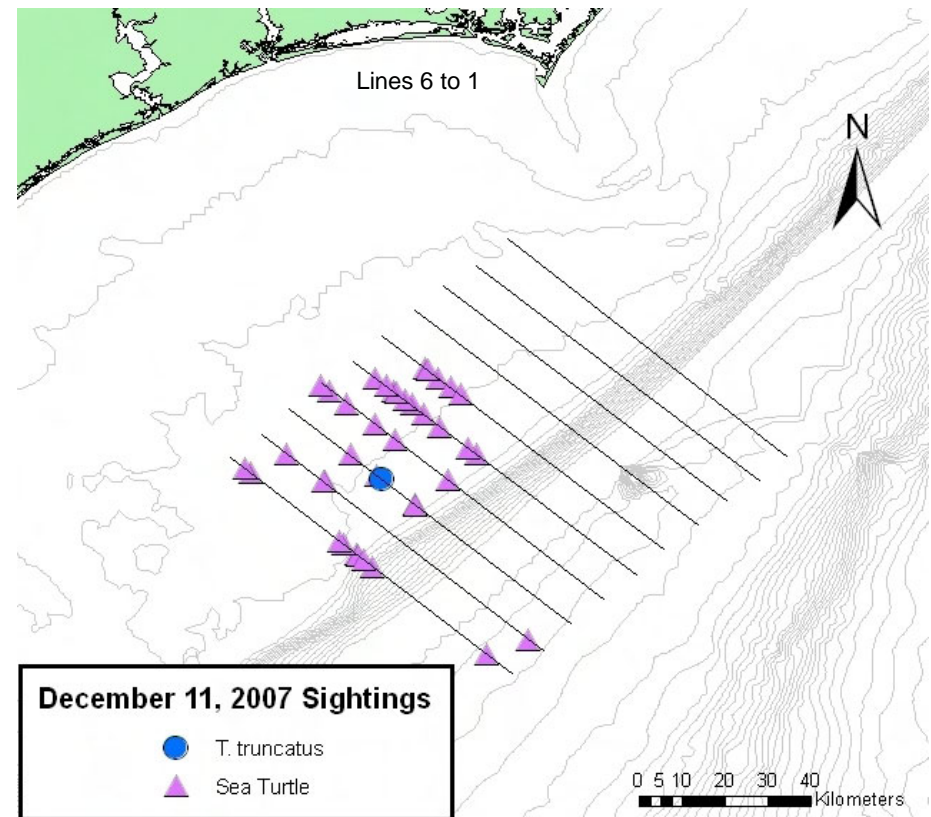 Lines 6 to 1
N
December 11, 2007 Sightings
T. truncatus
Sea Turtle
0 5 10 20 30 40
Kilometers